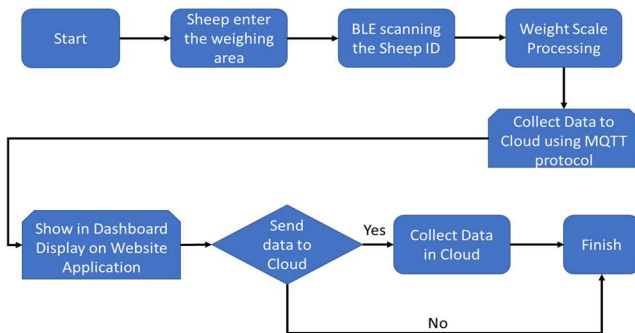 Start
Sheep enter
the weighing
area
BLE scanning
the Sheep ID
Weight Scale
Processing
Collect Data to
Cloud using MQTT
protocol
Show in Dashboard
Display on Website
Application
Send
data to
Cloud
Yes
Collect Data
in Cloud
Finish
No